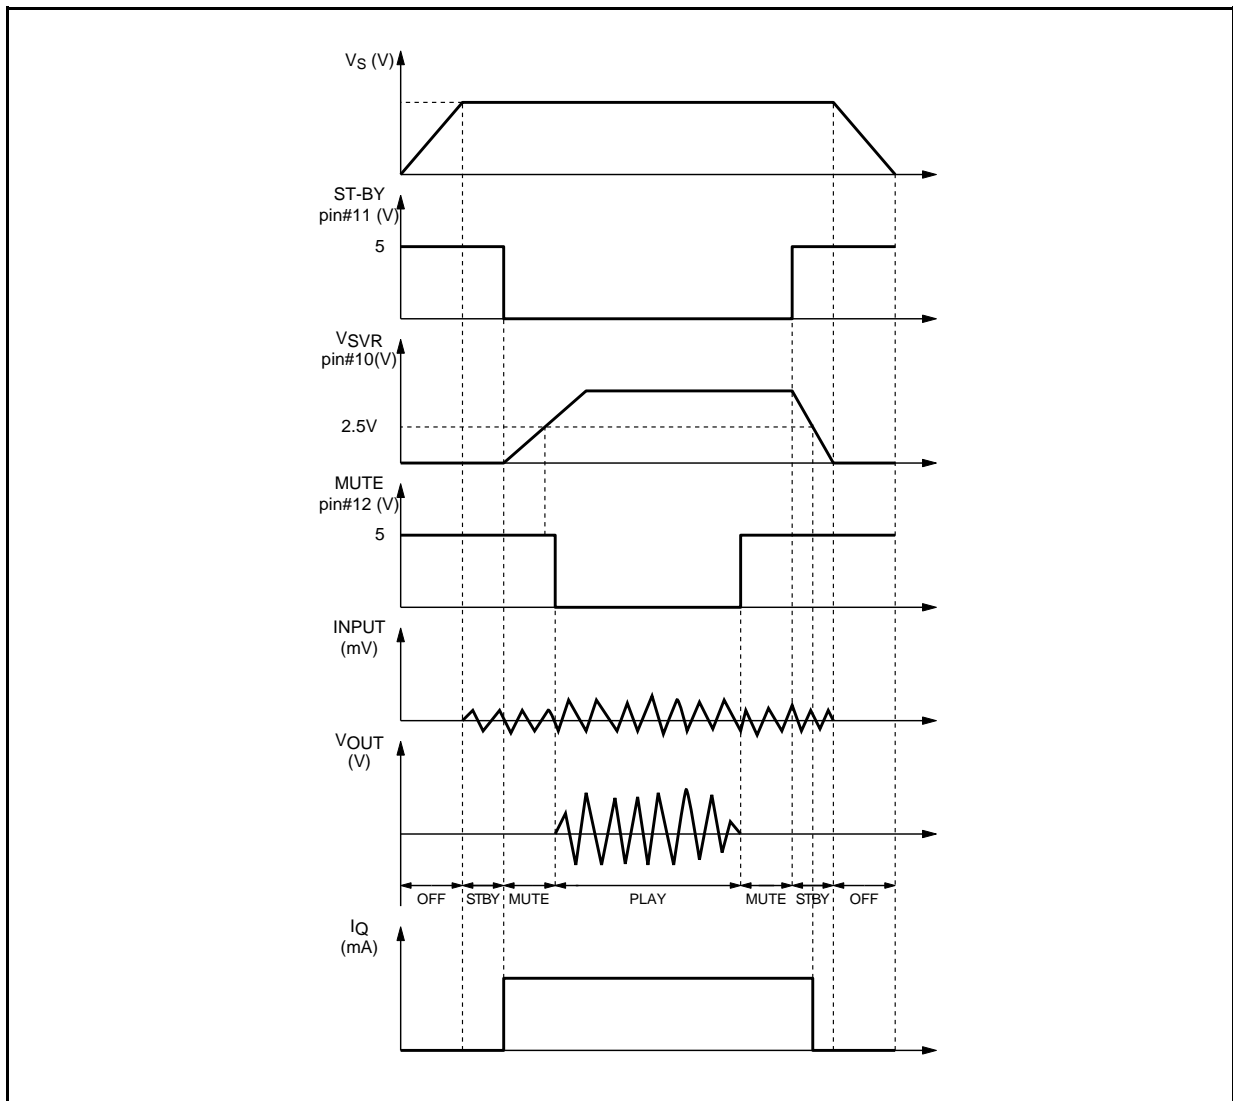 VS (V)
ST-BY
pin#11 (V)
5
VSVR
pin#10(V)
2.5V
MUTE
pin#12 (V)
5
INPUT
(mV)
VOUT
(V)
OFF STBY MUTE PLAY MUTE STBY OFF
IQ
(mA)